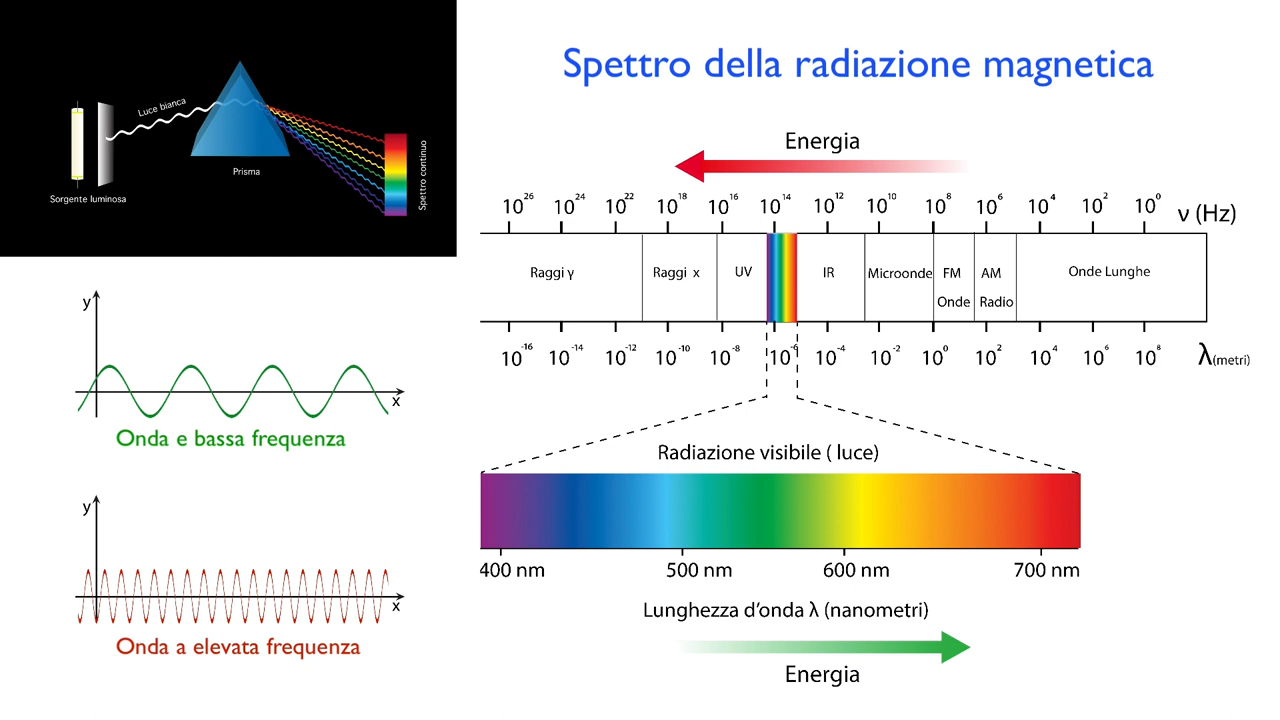 Spettro della radiazione magnetica
Luce bianca
Prisma
Sorgente luminosa
Spettro continuo
Energia
10²⁶ 10²⁴ 10²² 10¹⁸ 10¹⁶ 10¹⁴ 10¹² 10¹⁰ 10⁸ 10⁶ 10⁴ 10² 10⁰ ν (Hz)
Raggi γ Raggi x UV IR Microonde FM AM Onde Lunghe
Onde Radio
10⁻¹⁶ 10⁻¹⁴ 10⁻¹² 10⁻¹⁰ 10⁻⁸ 10⁻⁶ 10⁻⁴ 10⁻² 10⁰ 10² 10⁴ 10⁶ 10⁸ λ(metri)
y
x
Onda e bassa frequenza
y
x
Onda a elevata frequenza
Radiazione visibile ( luce)
400 nm 500 nm 600 nm 700 nm
Lunghezza d’onda λ (nanometri)
Energia